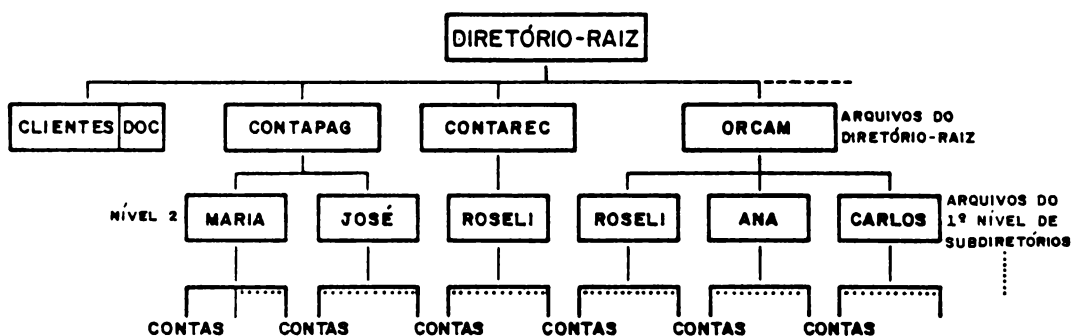 DIRETÓRIO-RAIZ
CLIENTES DOC
CONTAPAG
CONTAREC
ORCAM
ARQUIVOS DO
DIRETÓRIO-RAIZ
NÍVEL 2
MARIA
JOSÉ
ROSELI
ROSELI
ANA
CARLOS
ARQUIVOS DO
1º NÍVEL DE
SUBDIRETÓRIOS
CONTAS
CONTAS
CONTAS
CONTAS
CONTAS
CONTAS